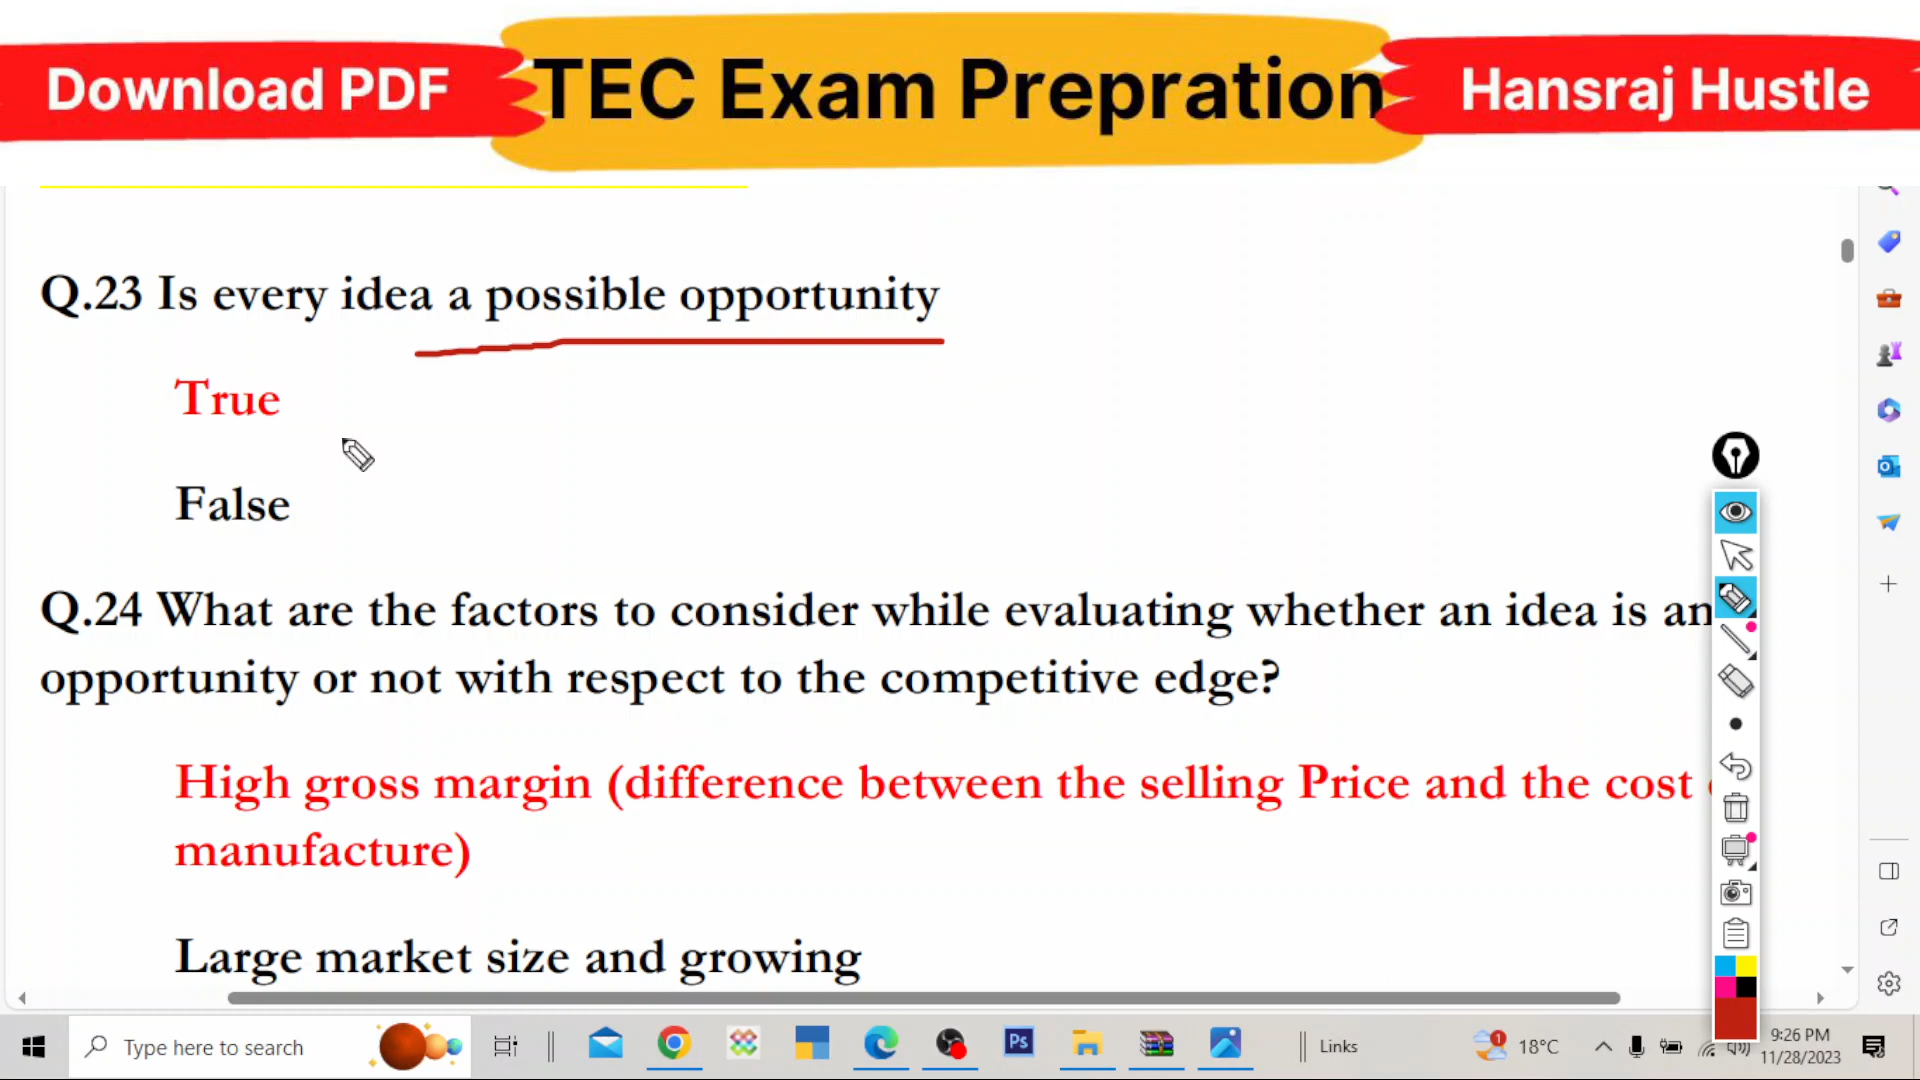 Download PDF
TEC Exam Prepration
Hansraj Hustle
Q.23 Is every idea a possible opportunity
True
False
Q.24 What are the factors to consider while evaluating whether an idea is an
opportunity or not with respect to the competitive edge?
High gross margin (difference between the selling Price and the cost
manufacture)
Large market size and growing
Type here to search
Ps
Links
1
18°C
9:26 PM
11/28/2023